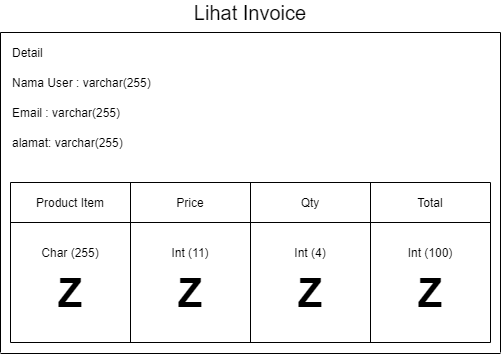 Lihat Invoice
Detail
Nama User : varchar(255)
Email : varchar(255)
alamat: varchar(255)
Product Item Price Qty Total
Char (255) Int (11) Int (4) Int (100)
Z Z Z Z